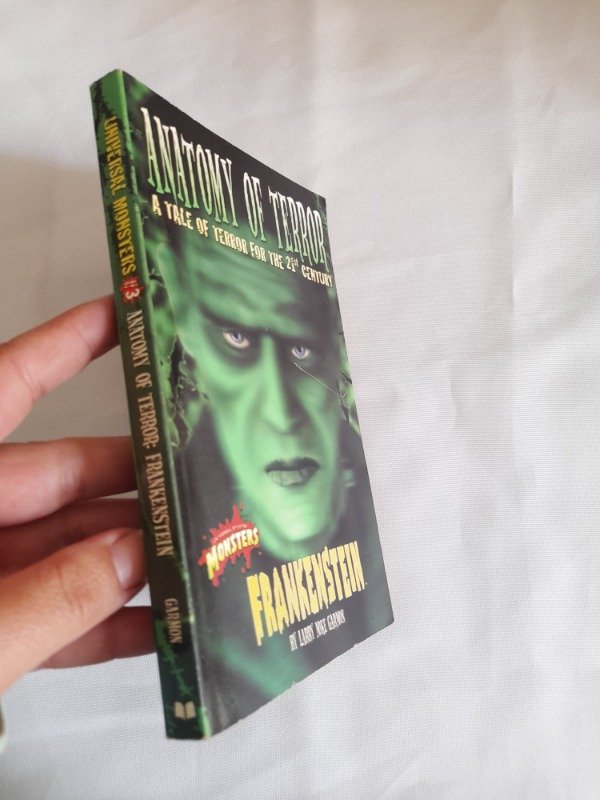 UNIVERSAL MONSTERS #3 ANATOMY OF TERROR: FRANKENSTEIN GARMON
ANATOMY OF TERROR
A TALE OF TERROR FOR THE 21ST CENTURY
MONSTERS
FRANKENSTEIN
BY LARRY MIKE GARMON